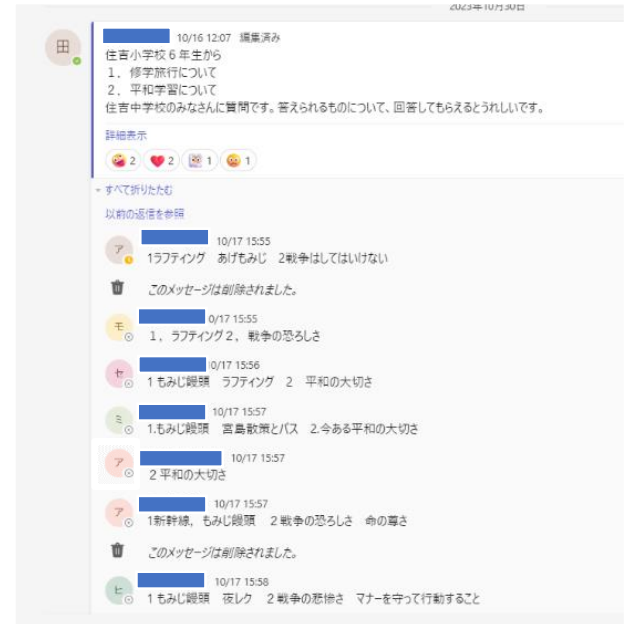 2023年10月30日
田
10/16 12:07 編集済み
住吉小学校6年生から
1．修学旅行について
2．平和学習について
住吉中学校のみなさんに質問です。答えられるものについて、回答してもらえるとうれしいです。
詳細表示
2 2 1 1
すべて折りたたむ
以前の返信を参照
ア
10/17 15:55
1ラフティング あげもみじ 2戦争はしてはいけない
このメッセージは削除されました。
モ
0/17 15:55
1，ラフティング2，戦争の恐ろしさ
セ
0/17 15:56
1もみじ饅頭 ラフティング 2 平和の大切さ
ミ
10/17 15:57
1.もみじ饅頭 宮島散策とバス 2.今ある平和の大切さ
ア
10/17 15:57
2平和の大切さ
ア
10/17 15:57
1新幹線，もみじ饅頭 2戦争の恐ろしさ 命の尊さ
このメッセージは削除されました。
ヒ
10/17 15:58
1もみじ饅頭 夜レク 2戦争の悲惨さ マナーを守って行動すること